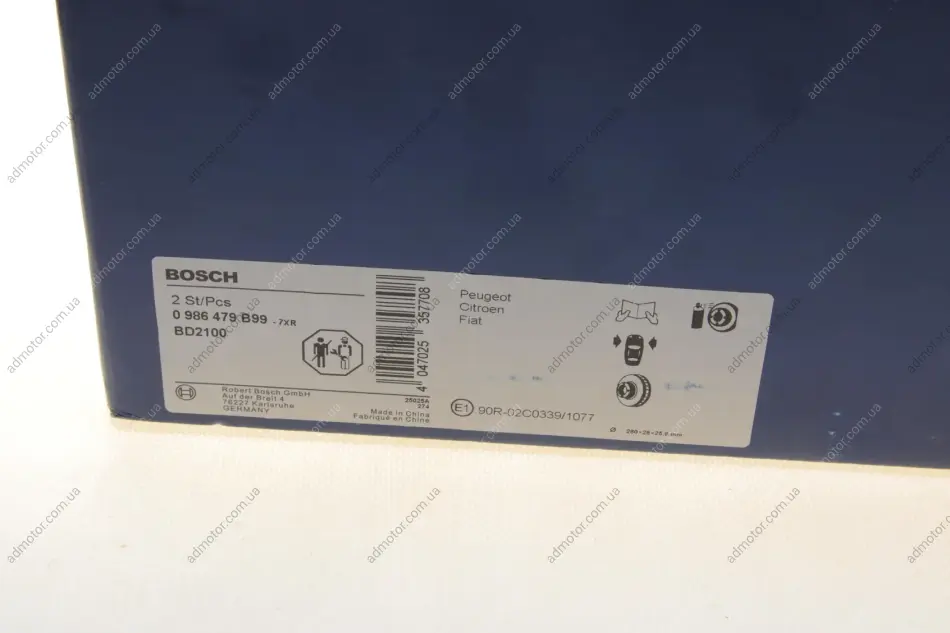 BOSCH
2 St/Pcs
0 986 479 B99 - 7XR
BD2100
Robert Bosch GmbH
Auf der Breit 4
76227 Karlsruhe
GERMANY
4 047025 357708
274
Made in China
Fabriqué en Chine
Peugeot
Citroen
Fiat
E1 90R-02C0339/1077
admotor.com.ua